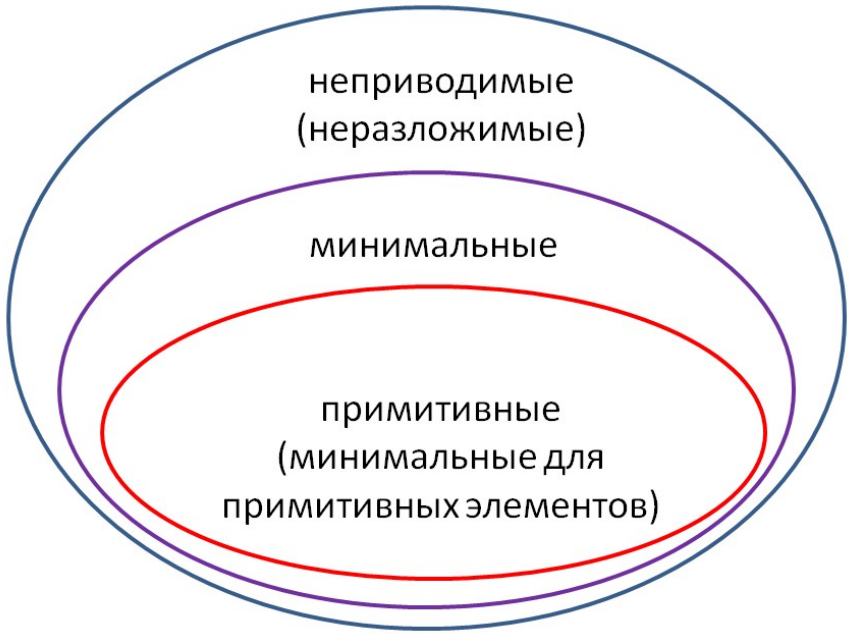 неприводимые
(неразложимые)
минимальные
примитивные
(минимальные для
примитивных элементов)